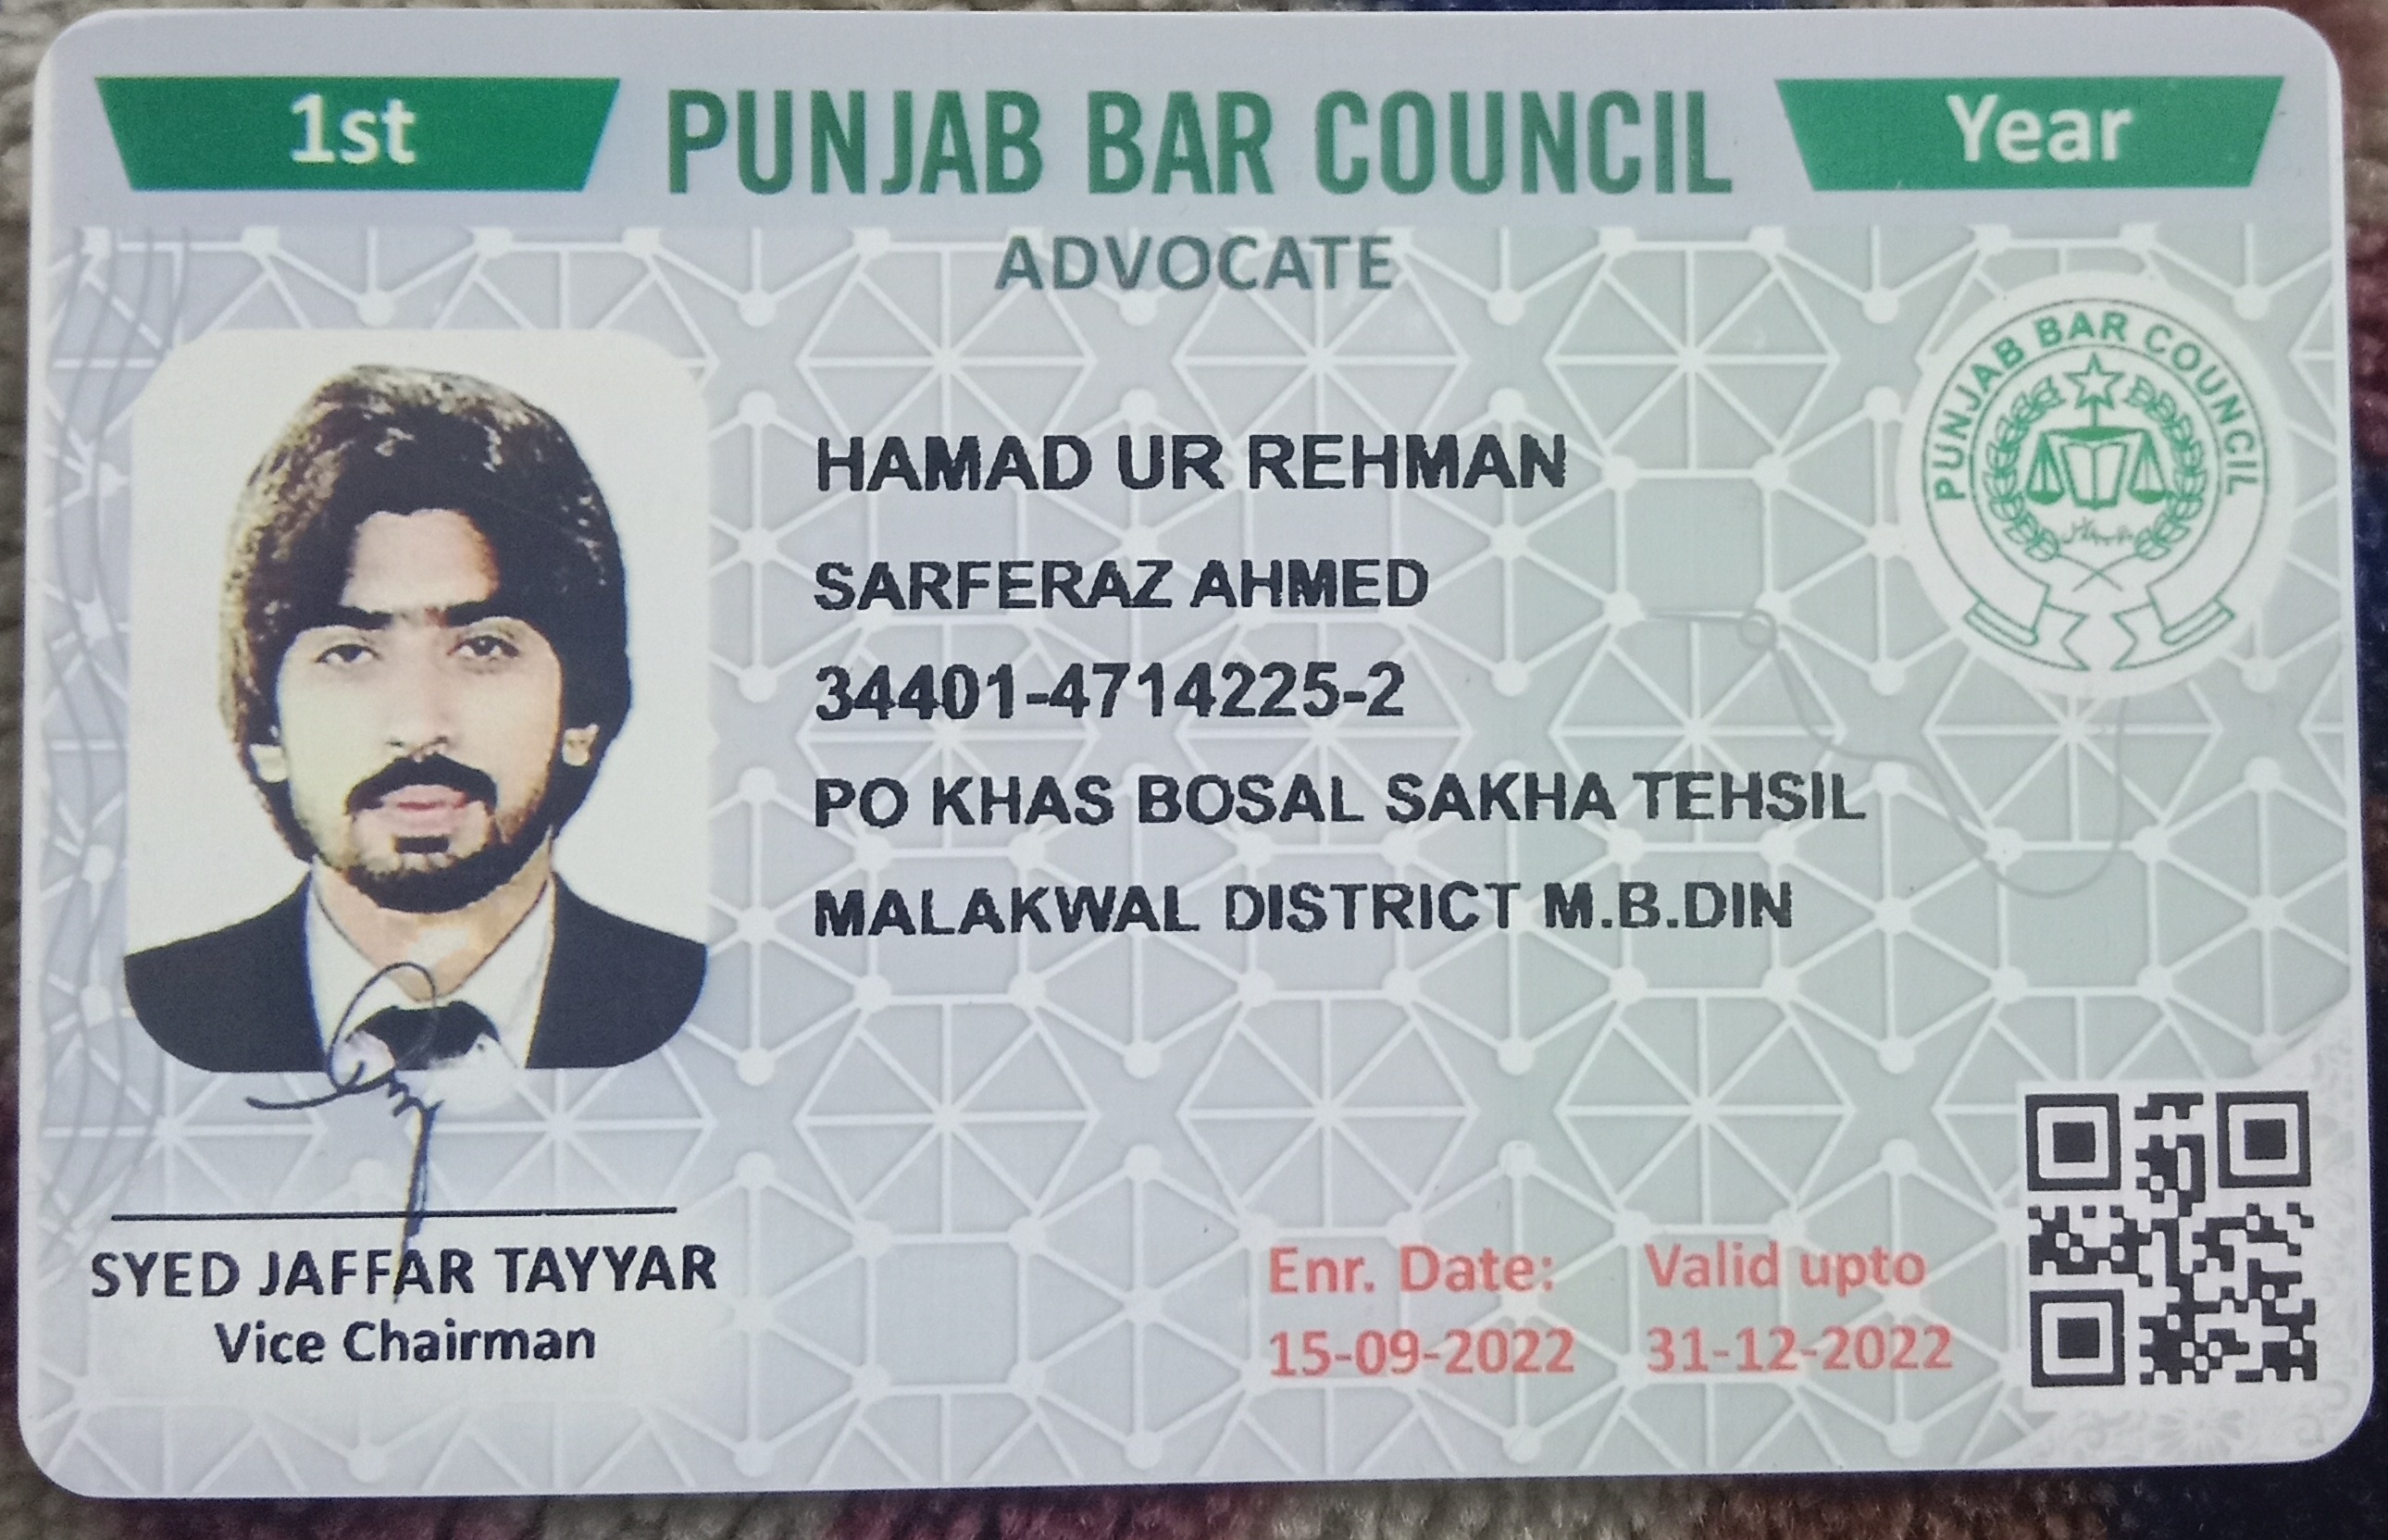 1st PUNJAB BAR COUNCIL Year
ADVOCATE
PUNJAB BAR COUNCIL
HAMAD UR REHMAN
SARFERAZ AHMED
34401-4714225-2
PO KHAS BOSAL SAKHA TEHSIL
MALAKWAL DISTRICT M.B.DIN
SYED JAFFAR TAYYAR
Vice Chairman
Enr. Date: Valid upto
15-09-2022 31-12-2022